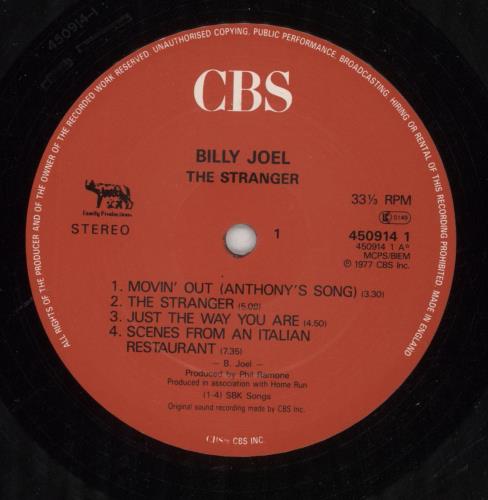 450914-1
ALL RIGHTS OF THE PRODUCER AND OF THE OWNER OF THE RECORDED WORK RESERVED. UNAUTHORISED COPYING, PUBLIC PERFORMANCE, BROADCASTING, HIRING OR RENTAL OF THIS RECORDING PROHIBITED. MADE IN ENGLAND
CBS
BILLY JOEL
THE STRANGER
Family Productions
STEREO
1
33⅓ RPM
K 0149
450914 1
450914 1 A°
MCPS/BIEM
℗ 1977 CBS Inc.
1. MOVIN' OUT (ANTHONY'S SONG) (3.30)
2. THE STRANGER (5.08)
3. JUST THE WAY YOU ARE (4.50)
4. SCENES FROM AN ITALIAN
RESTAURANT (7.35)
– B. Joel –
Produced by Phil Ramone
Produced in association with Home Run
(1-4) SBK Songs
Original sound recording made by CBS Inc.
CBS CBS INC.